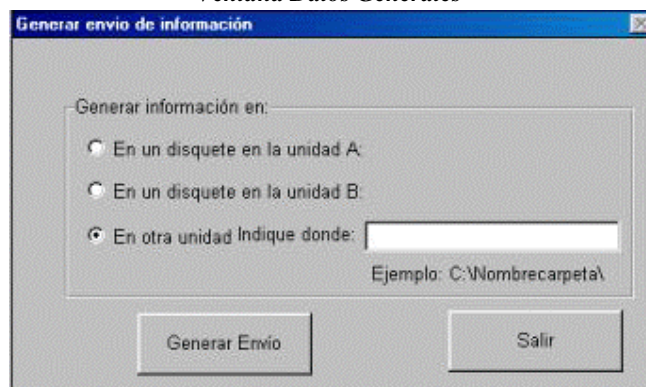 Ventana Datos Generales
Generar envio de información
Generar información en:
En un disquete en la unidad A:
En un disquete en la unidad B:
En otra unidad Indique donde:
Ejemplo: C:\Nombrecarpeta\
Generar Envío
Salir